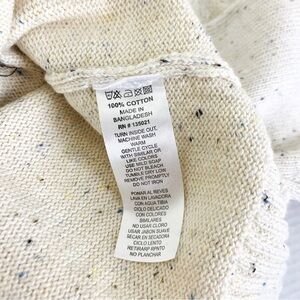 100% COTTON
MADE IN
BANGLADESH
RN # 135021
TURN INSIDE OUT.
MACHINE WASH
WARM
GENTLE CYCLE
WITH SIMILAR OR
LIKE COLORS
USE MILD SOAP
DO NOT BLEACH
TUMBLE DRY LOW
REMOVE PROMPTLY
DO NOT IRON
PONAR AL REVES
LAVA EN LAVADORA
CON AGUA TIBIA
CICLO DELICADO
CON COLORES
SIMILARES
NO USAR CLORO
USAR JABON SUAVE
SECAR EN SECADORA
CICLO LENTO
RETIRARP RPNTO
NO PLANCHAR